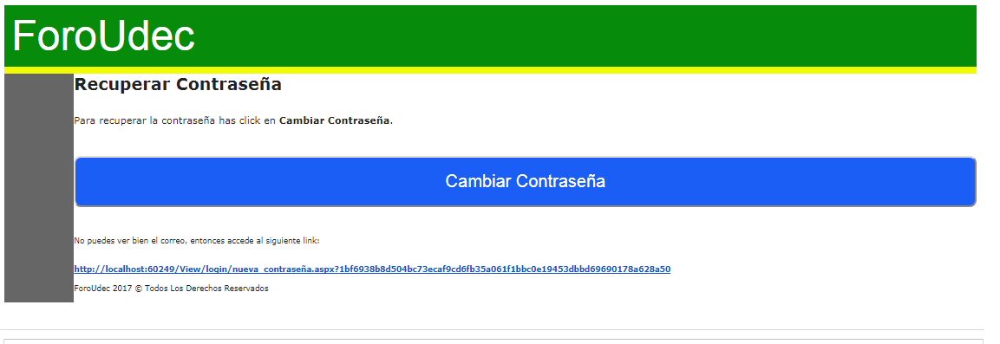 ForoUdec
Recuperar Contraseña
Para recuperar la contraseña has click en Cambiar Contraseña.
Cambiar Contraseña
No puedes ver bien el correo, entonces accede al siguiente link:
http://localhost:60249/View/login/nueva_contraseña.aspx?1bf6938b8d504bc73ecaf9cd6fb35a061f1bbc0e19453dbbd69690178a628a50
ForoUdec 2017 © Todos Los Derechos Reservados